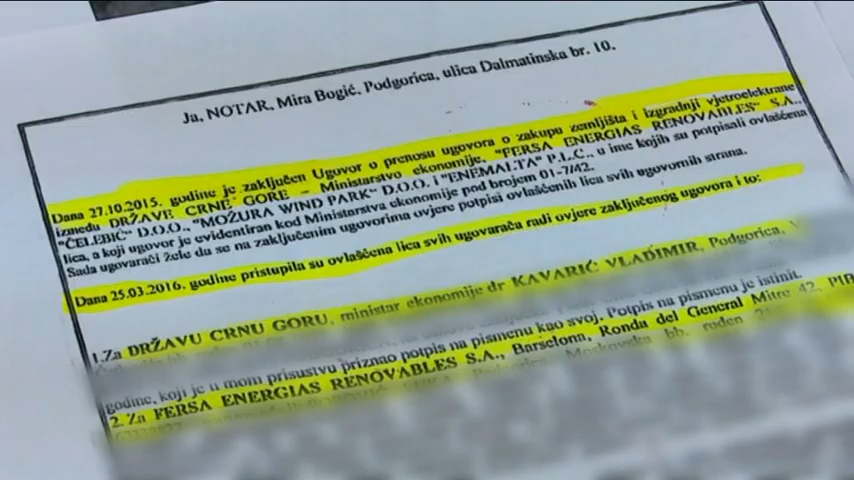 Ja, NOTAR, Mira Bogić, Podgorica, ulica Dalmatinska br. 10.
Dana 27.10.2015. godine je zaključen Ugovor o prenosu ugovora o zakupu zemljišta i izgradnji vjetroelektrane
između DRŽAVE CRNE GORE – Ministarstvo ekonomije, "FERSA ENERGIAS RENOVABLES" S.A.,
"ČELEBIĆ" D.O.O., "MOŽURA WIND PARK" D.O.O. i "ENEMALTA" P.L.C., u ime kojih su potpisali ovlašćena
lica, a koji ugovor je evidentiran kod Ministarstva ekonomije pod brojem 01-7/42.
Sada ugovarači žele da se na zaključenim ugovorima ovjere potpisi ovlašćenih lica svih ugovornih strana.
Dana 25.03.2016. godine pristupila su ovlašćena lica svih ugovarača radi ovjere zaključenog ugovora i to:
1.Za DRŽAVU CRNU GORU, ministar ekonomije dr KAVARIĆ VLADIMIR, Podgorica,
godine, koji je u mom prisustvu priznao potpis na pismenu kao svoj. Potpis na pismenu je istinit.
2. Za FERSA ENERGIAS RENOVABLES S.A., Barselona, Ronda del General Mitre 42, PIB